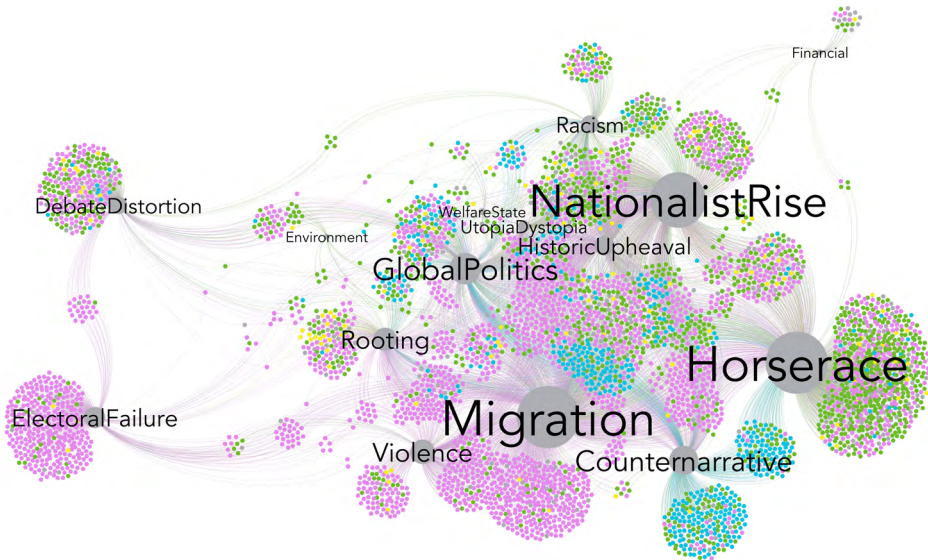 Financial
Racism
NationalistRise
DebateDistortion
WelfareState
UtopiaDystopia
Environment
HistoricUpheaval
GlobalPolitics
Rooting
Horserace
ElectoralFailure
Migration
Violence
Counternarrative